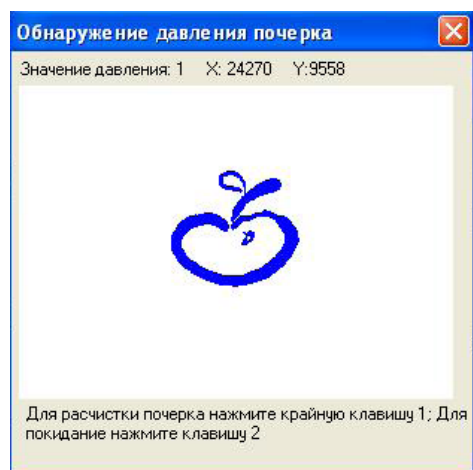 Обнаружение давления почерка
Значение давления: 1 X: 24270 Y:9558
Для расчистки почерка нажмите крайную клавишу 1; Для
покидание нажмите клавишу 2